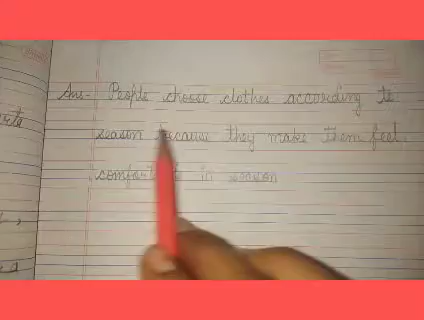 Ans- People choose clothes according to
season because they make them feel
comfortable in season